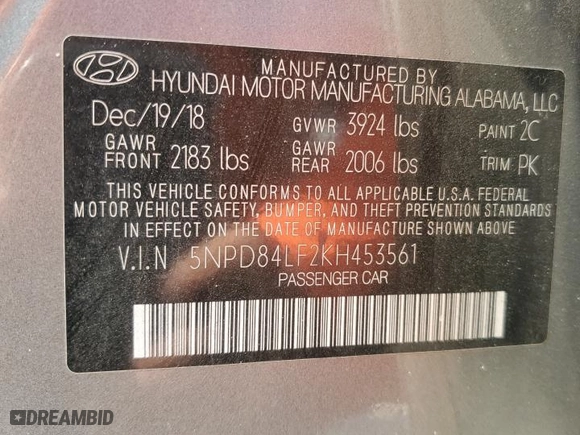 MANUFACTURED BY
HYUNDAI MOTOR MANUFACTURING ALABAMA, LLC
Dec/19/18 GVWR 3924 lbs PAINT 2C
GAWR FRONT 2183 lbs GAWR REAR 2006 lbs TRIM PK
THIS VEHICLE CONFORMS TO ALL APPLICABLE U.S.A. FEDERAL
MOTOR VEHICLE SAFETY, BUMPER, AND THEFT PREVENTION STANDARDS
IN EFFECT ON THE DATE OF MANUFACTURE SHOWN ABOVE.
V.I.N 5NPD84LF2KH453561
PASSENGER CAR
DREAMBID